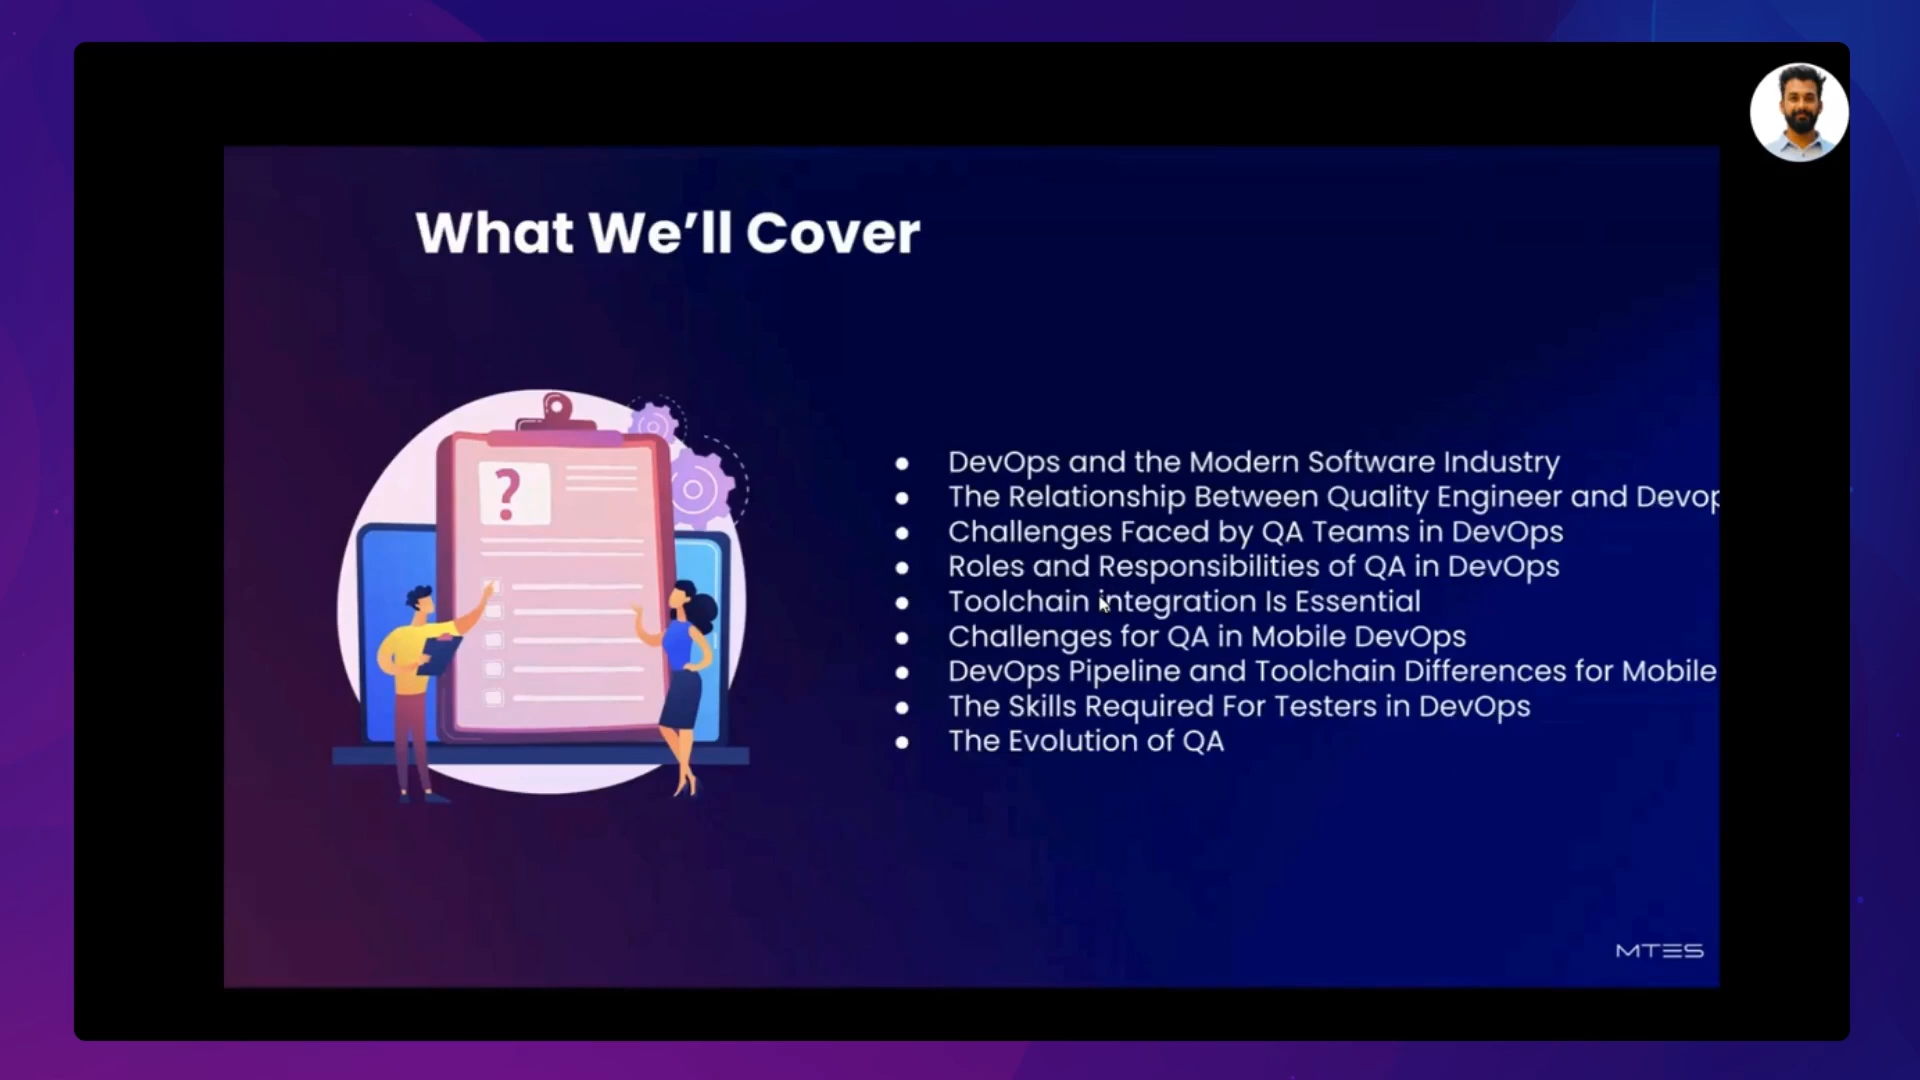 What We’ll Cover
?
● DevOps and the Modern Software Industry
● The Relationship Between Quality Engineer and Devop
● Challenges Faced by QA Teams in DevOps
● Roles and Responsibilities of QA in DevOps
● Toolchain integration Is Essential
● Challenges for QA in Mobile DevOps
● DevOps Pipeline and Toolchain Differences for Mobile
● The Skills Required For Testers in DevOps
● The Evolution of QA
MTES